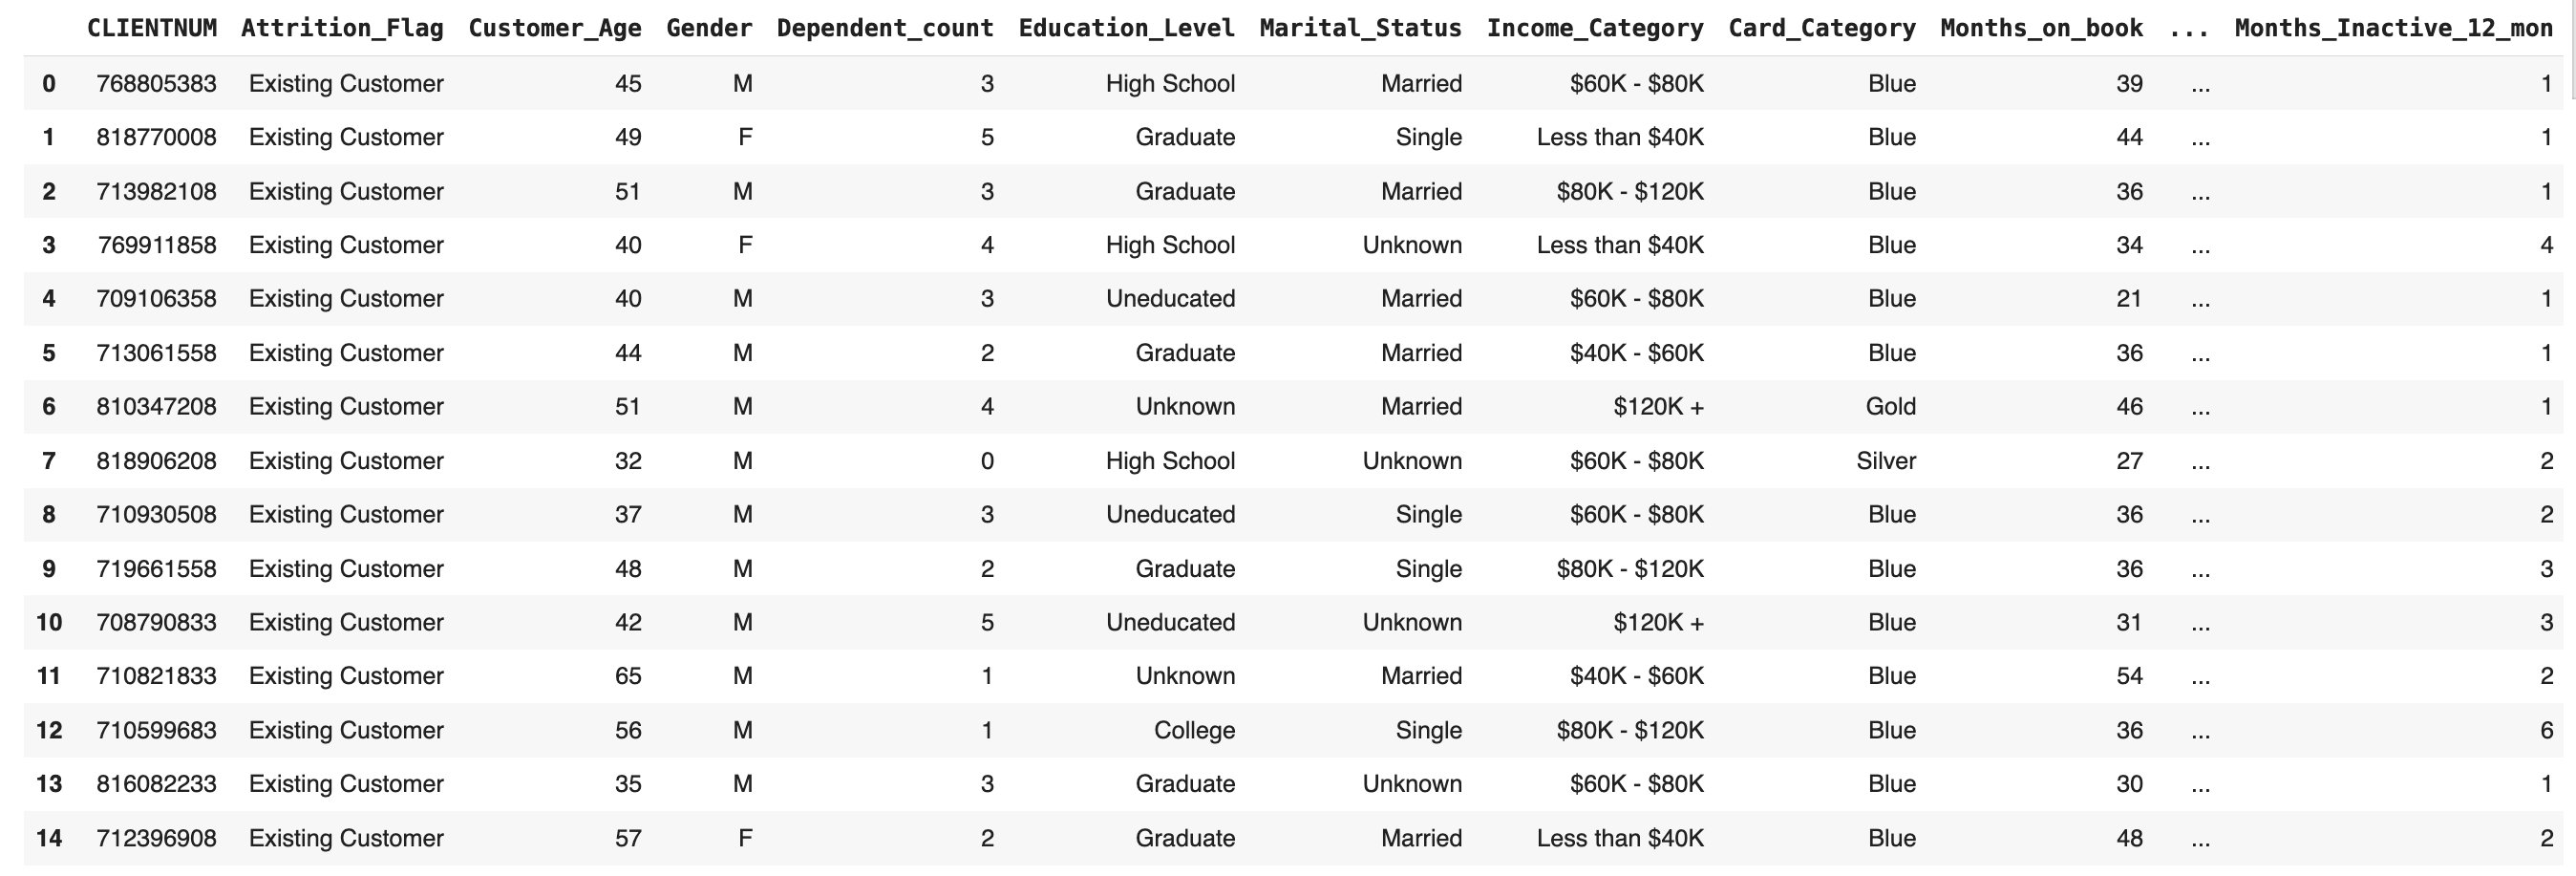 CLIENTNUM Attrition_Flag Customer_Age Gender Dependent_count Education_Level Marital_Status Income_Category Card_Category Months_on_book ... Months_Inactive_12_mon
0 768805383 Existing Customer 45 M 3 High School Married $60K - $80K Blue 39 ... 1
1 818770008 Existing Customer 49 F 5 Graduate Single Less than $40K Blue 44 ... 1
2 713982108 Existing Customer 51 M 3 Graduate Married $80K - $120K Blue 36 ... 1
3 769911858 Existing Customer 40 F 4 High School Unknown Less than $40K Blue 34 ... 4
4 709106358 Existing Customer 40 M 3 Uneducated Married $60K - $80K Blue 21 ... 1
5 713061558 Existing Customer 44 M 2 Graduate Married $40K - $60K Blue 36 ... 1
6 810347208 Existing Customer 51 M 4 Unknown Married $120K + Gold 46 ... 1
7 818906208 Existing Customer 32 M 0 High School Unknown $60K - $80K Silver 27 ... 2
8 710930508 Existing Customer 37 M 3 Uneducated Single $60K - $80K Blue 36 ... 2
9 719661558 Existing Customer 48 M 2 Graduate Single $80K - $120K Blue 36 ... 3
10 708790833 Existing Customer 42 M 5 Uneducated Unknown $120K + Blue 31 ... 3
11 710821833 Existing Customer 65 M 1 Unknown Married $40K - $60K Blue 54 ... 2
12 710599683 Existing Customer 56 M 1 College Single $80K - $120K Blue 36 ... 6
13 816082233 Existing Customer 35 M 3 Graduate Unknown $60K - $80K Blue 30 ... 1
14 712396908 Existing Customer 57 F 2 Graduate Married Less than $40K Blue 48 ... 2